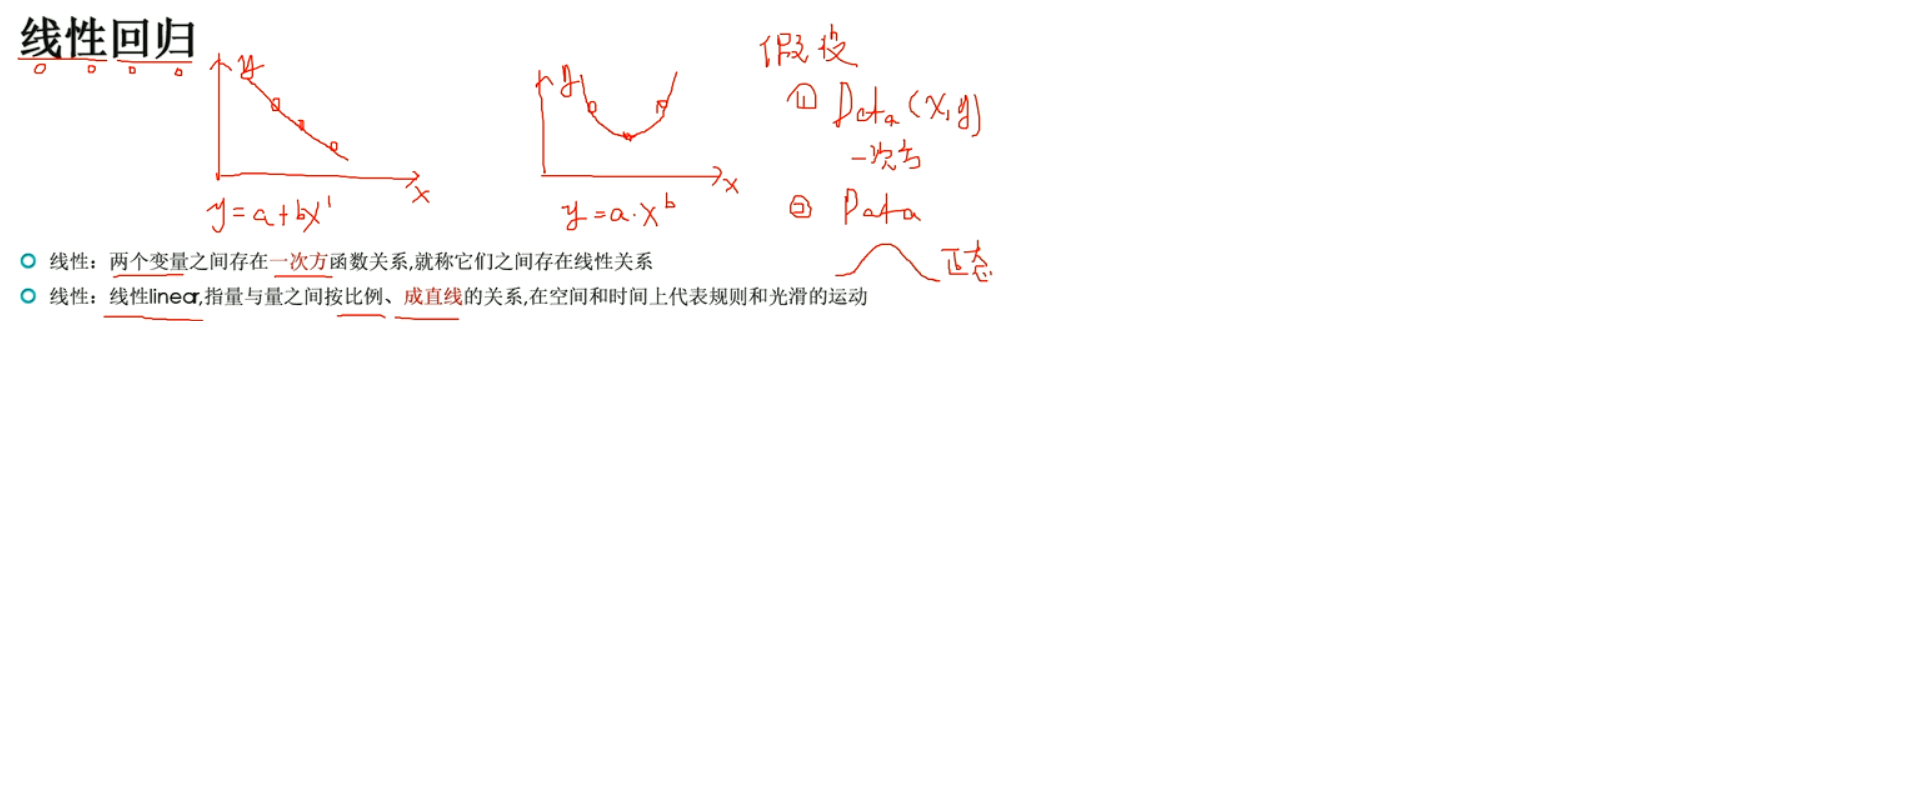 线性回归
y
x
y=a+bx¹
y
x
y=a·x^b
假设
① Data (x,y)
一次方
② Data
正态
线性：两个变量之间存在一次方函数关系,就称它们之间存在线性关系
线性：线性linear,指量与量之间按比例、成直线的关系,在空间和时间上代表规则和光滑的运动